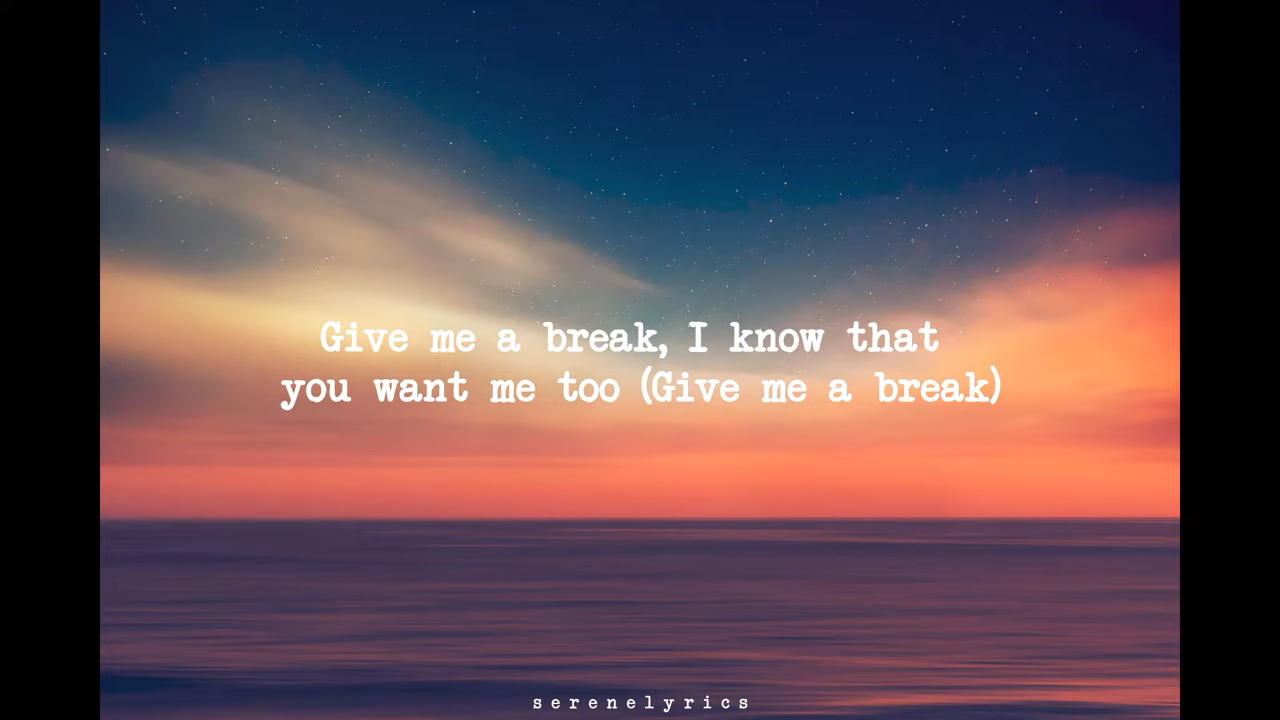 Give me a break, I know that
you want me too (Give me a break)
serenelyrics